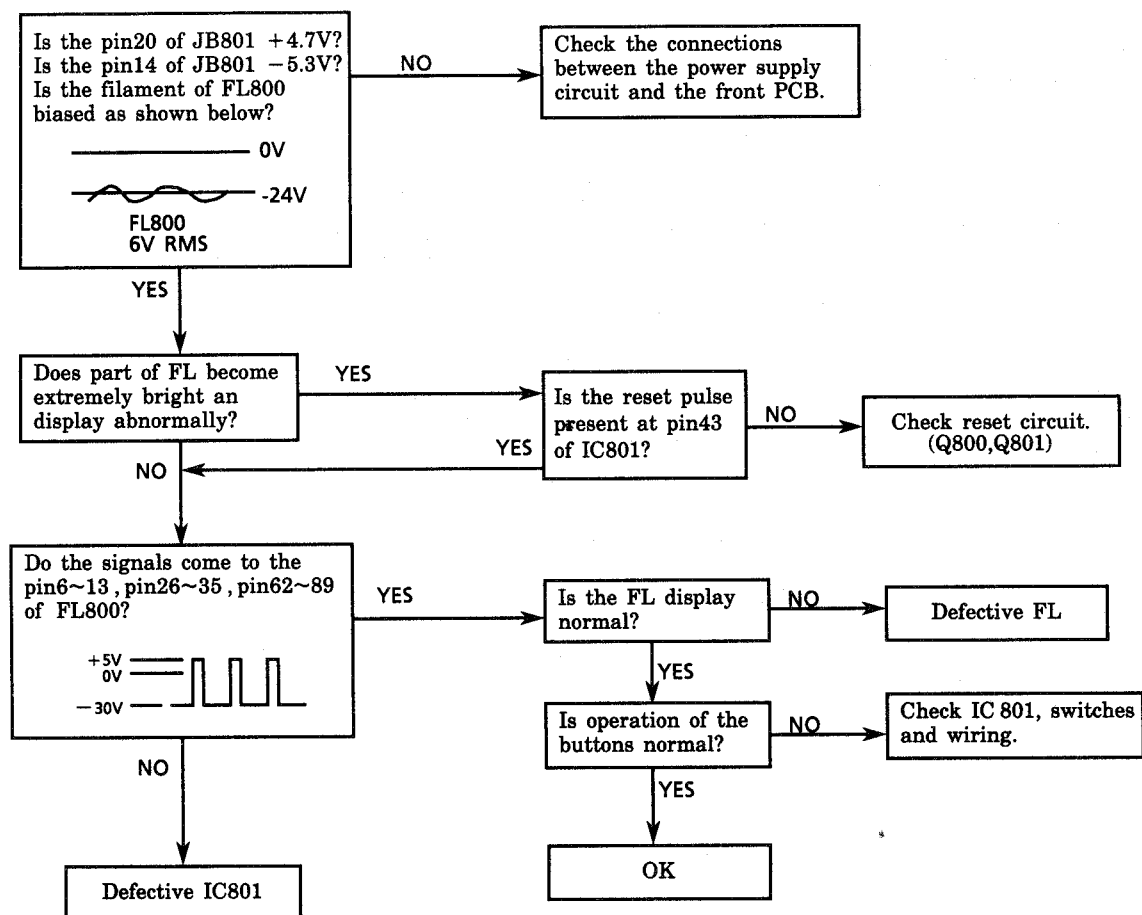 Is the pin20 of JB801 +4.7V?
Is the pin14 of JB801 −5.3V?
Is the filament of FL800
biased as shown below?
0V
-24V
FL800
6V RMS
NO
Check the connections
between the power supply
circuit and the front PCB.
YES
Does part of FL become
extremely bright an
display abnormally?
YES
Is the reset pulse
present at pin43
of IC801?
NO
Check reset circuit.
(Q800,Q801)
YES
NO
Do the signals come to the
pin6~13 , pin26~35 , pin62~89
of FL800?
+5V
0V
−30V
YES
Is the FL display
normal?
NO
Defective FL
YES
Is operation of the
buttons normal?
NO
Check IC 801, switches
and wiring.
YES
OK
NO
Defective IC801